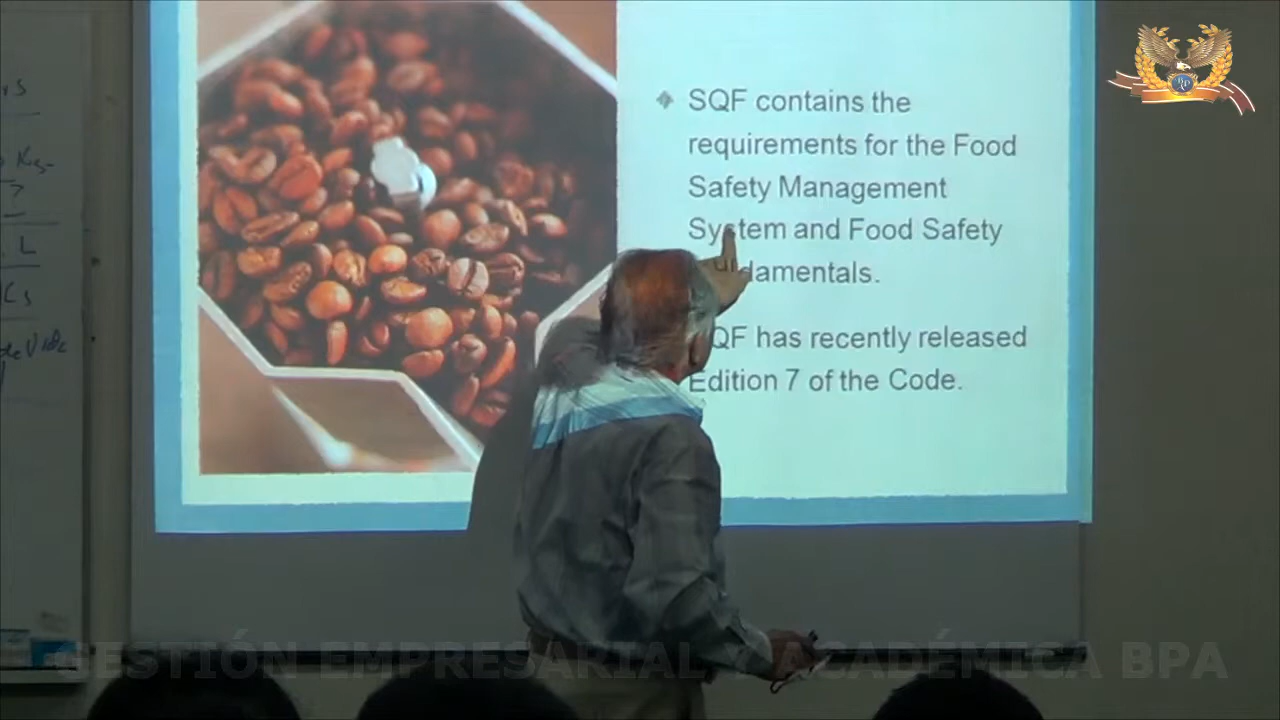 SQF contains the
requirements for the Food
Safety Management
System and Food Safety
damentals.
QF has recently released
Edition 7 of the Code.
GESTIÓN EMPRESARIAL Y ACADÉMICA BPA